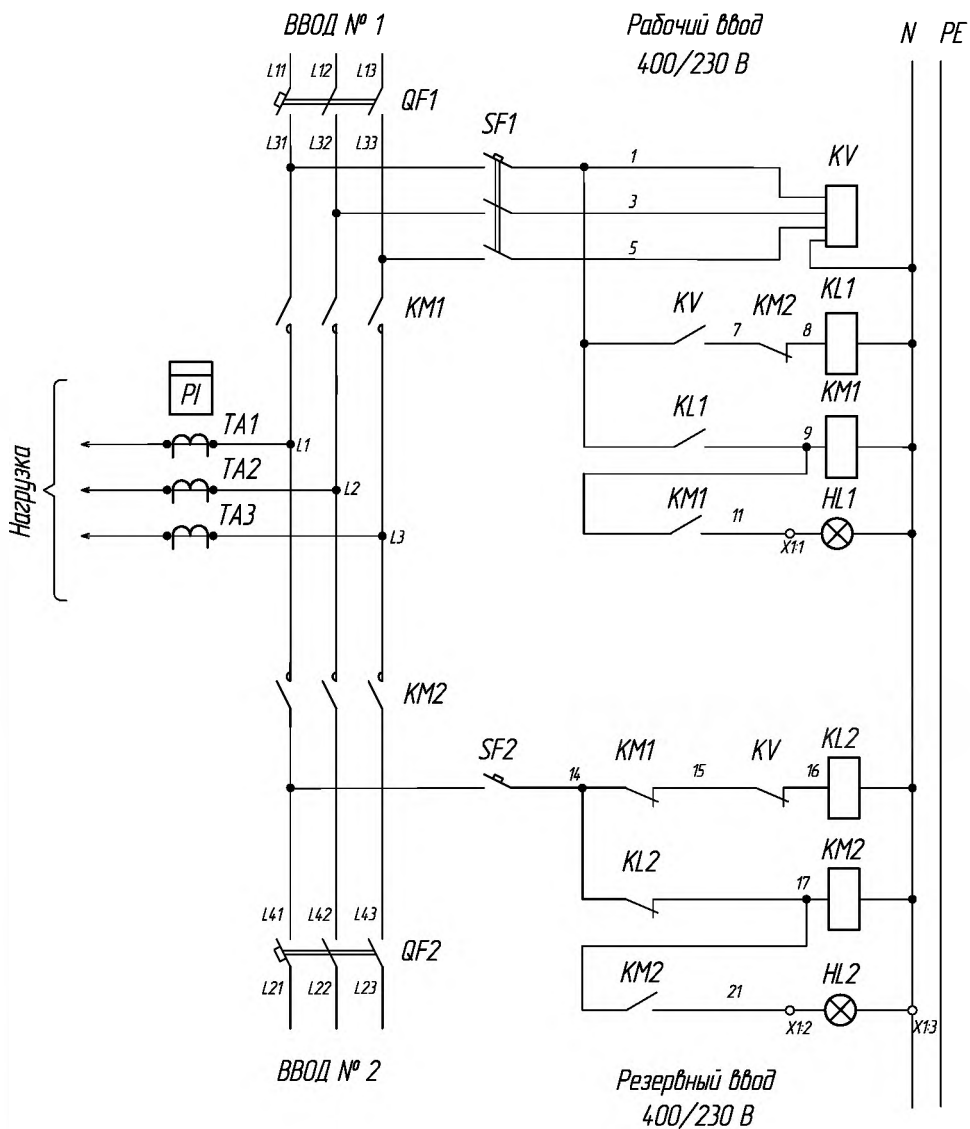 ВВОД № 1
Рабочий ввод
400/230 В
N
PE
L11
L12
L13
QF1
L31
L32
L33
SF1
1
KV
3
5
KM1
KL1
KV
7
KM2
8
KM1
PI
TA1
L1
KL1
9
TA2
L2
HL1
TA3
L3
KM1
11
X1:1
Нагрузка
KM2
SF2
14
KM1
15
KV
16
KL2
KM2
KL2
17
L41
L42
L43
QF2
L21
L22
L23
KM2
21
HL2
X1:2
X1:3
ВВОД № 2
Резервный ввод
400/230 В